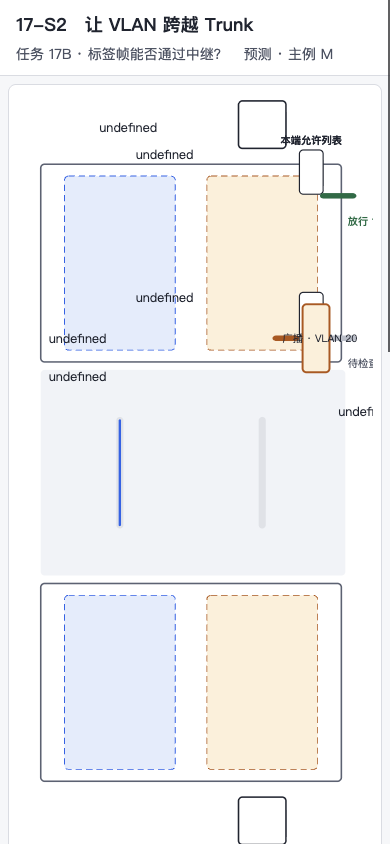 17–S2 让 VLAN 跨越 Trunk
任务 17B · 标签帧能否通过中继? 预测 · 主例 M
undefined
本端允许列表
undefined
放行
undefined
广播 · VLAN 20
undefined
待检查
undefined
undef